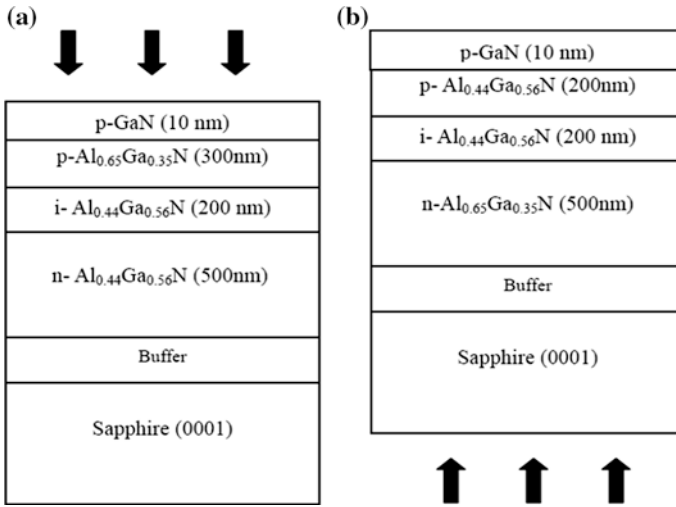 (a)
p-GaN (10 nm)
p-Al₀.₆₅Ga₀.₃₅N (300nm)
i- Al₀.₄₄Ga₀.₅₆N (200 nm)
n- Al₀.₄₄Ga₀.₅₆N (500nm)
Buffer
Sapphire (0001)
(b)
p-GaN (10 nm)
p- Al₀.₄₄Ga₀.₅₆N (200nm)
i- Al₀.₄₄Ga₀.₅₆N (200 nm)
n-Al₀.₆₅Ga₀.₃₅N (500nm)
Buffer
Sapphire (0001)